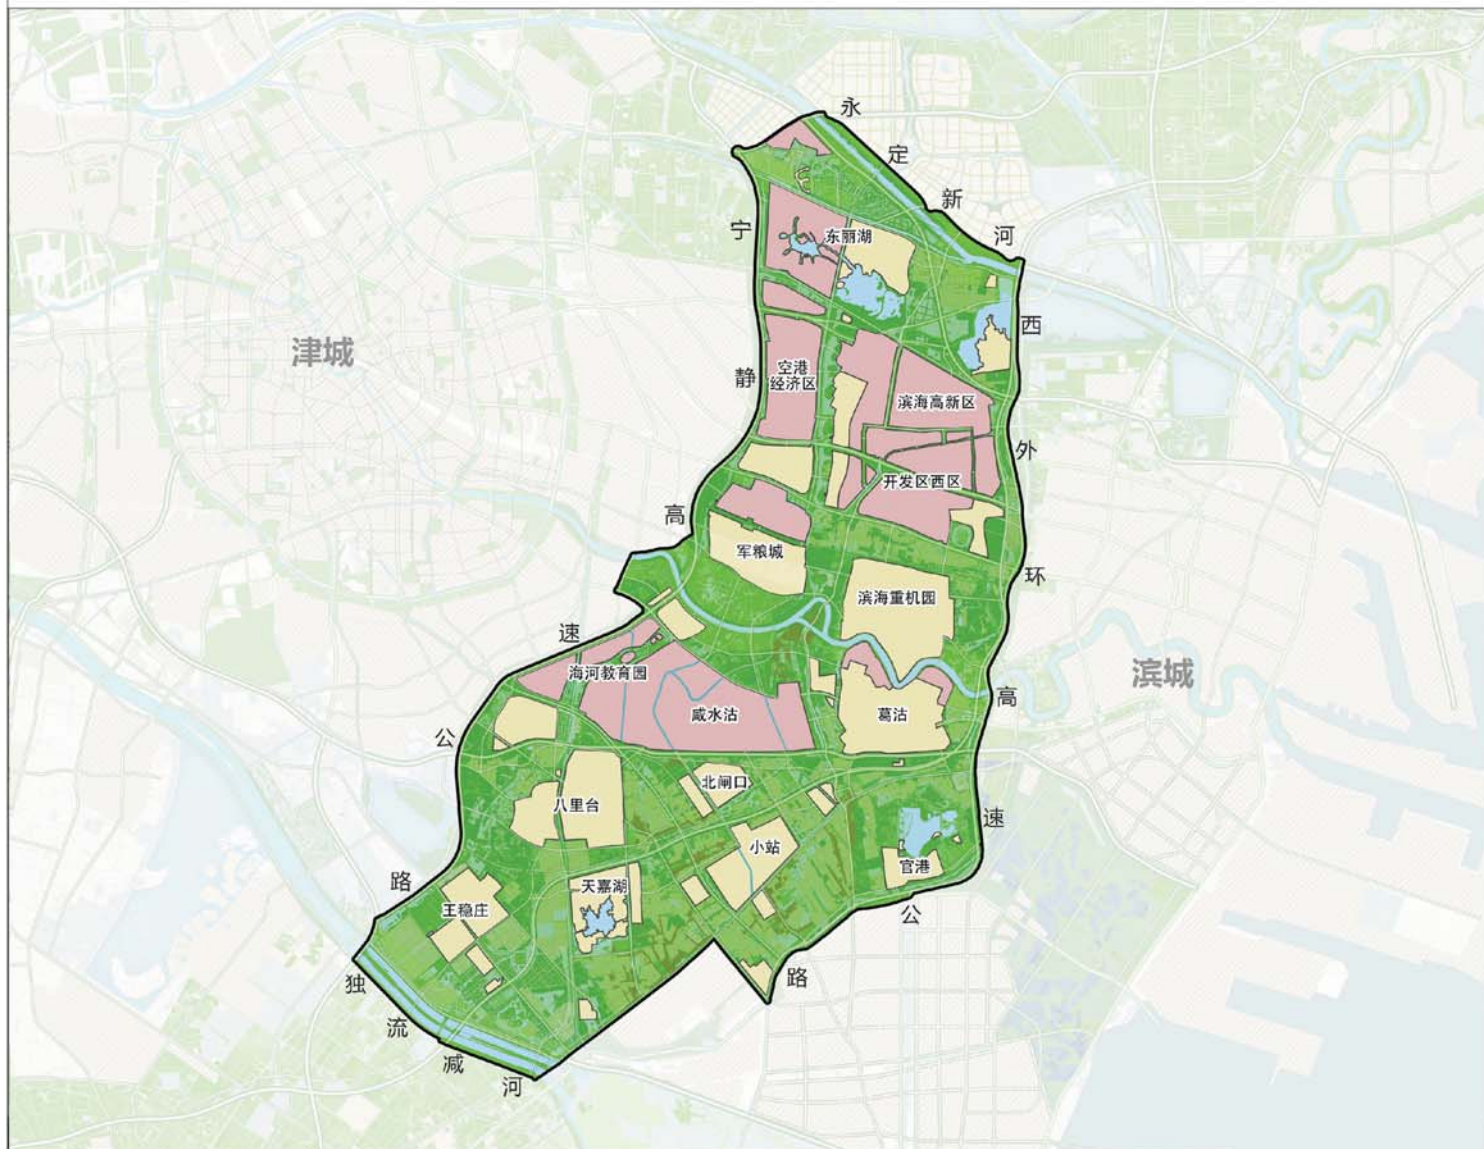 永定新河
宁静高速公路
西外环高速公路
独流减河
津城
滨城
东丽湖
空港
经济区
滨海高新区
开发区西区
军粮城
滨海重机园
海河教育园
咸水沽
葛沽
北闸口
八里台
小站
官港
天嘉湖
王稳庄